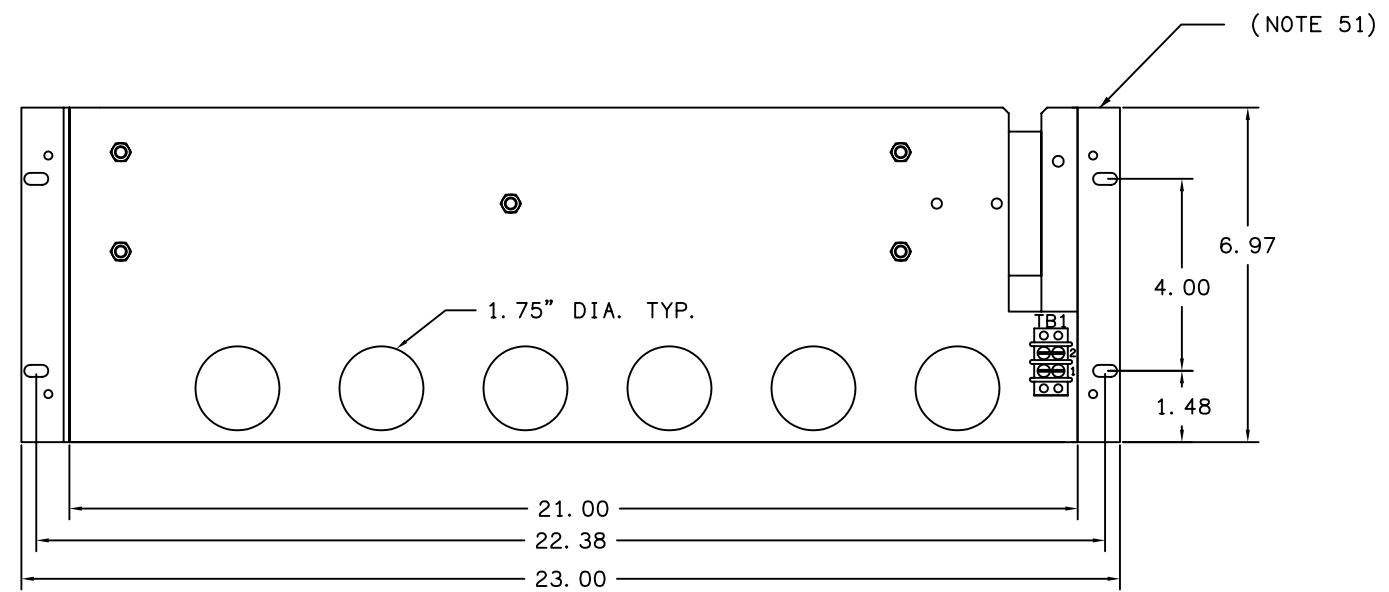 (NOTE 51)
6.97
4.00
1.75" DIA. TYP.
TB1
2
1
1.48
21.00
22.38
23.00